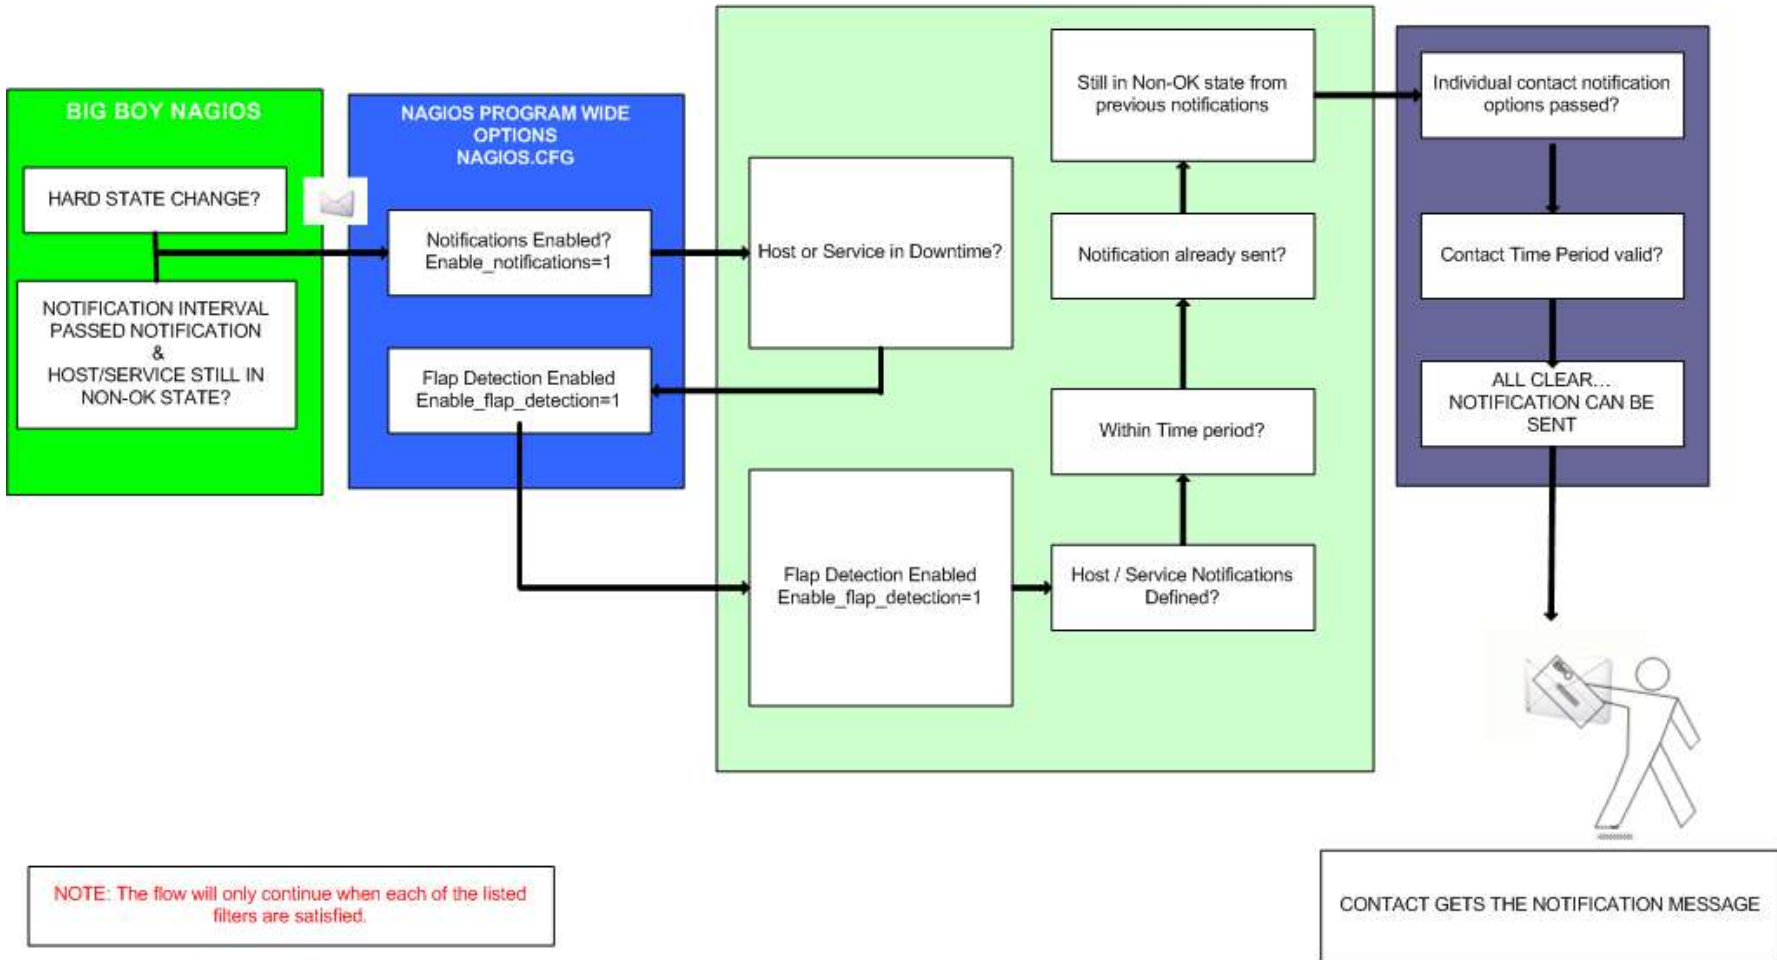 BIG BOY NAGIOS
HARD STATE CHANGE?
NOTIFICATION INTERVAL
PASSED NOTIFICATION
&
HOST/SERVICE STILL IN
NON-OK STATE?
NAGIOS PROGRAM WIDE
OPTIONS
NAGIOS.CFG
Notifications Enabled?
Enable_notifications=1
Flap Detection Enabled
Enable_flap_detection=1
Host or Service in Downtime?
Flap Detection Enabled
Enable_flap_detection=1
Still in Non-OK state from
previous notifications
Notification already sent?
Within Time period?
Host / Service Notifications
Defined?
Individual contact notification
options passed?
Contact Time Period valid?
ALL CLEAR...
NOTIFICATION CAN BE
SENT
NOTE: The flow will only continue when each of the listed
filters are satisfied.
CONTACT GETS THE NOTIFICATION MESSAGE